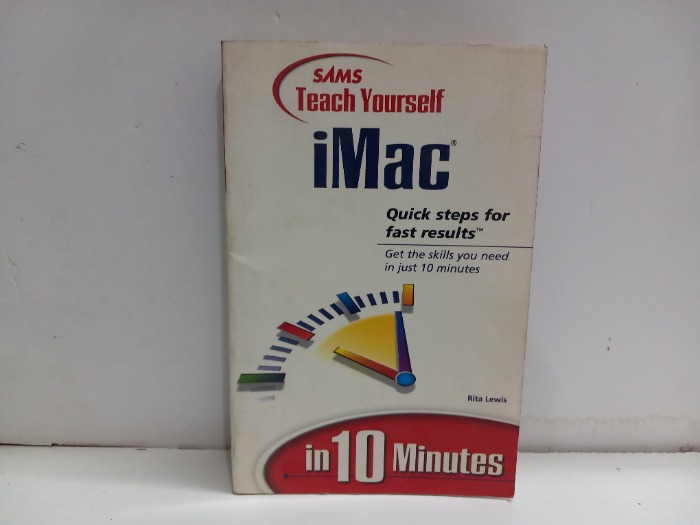 SAMS
Teach Yourself
iMac®
Quick steps for
fast results™
Get the skills you need
in just 10 minutes
Rita Lewis
in 10 Minutes